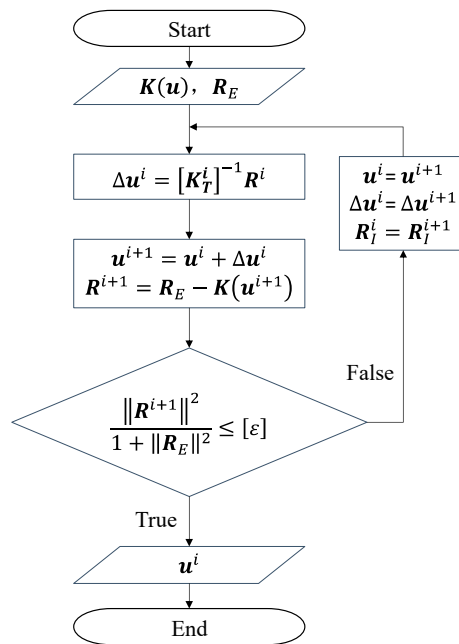 Start
K(u), R_E
Δu^i = [K_T^i]^{-1} R^i
u^i = u^{i+1}
Δu^i = Δu^{i+1}
R_I^i = R_I^{i+1}
u^{i+1} = u^i + Δu^i
R^{i+1} = R_E − K(u^{i+1})
False
‖R^{i+1}‖^2 / (1 + ‖R_E‖^2) ≤ [ε]
True
u^i
End